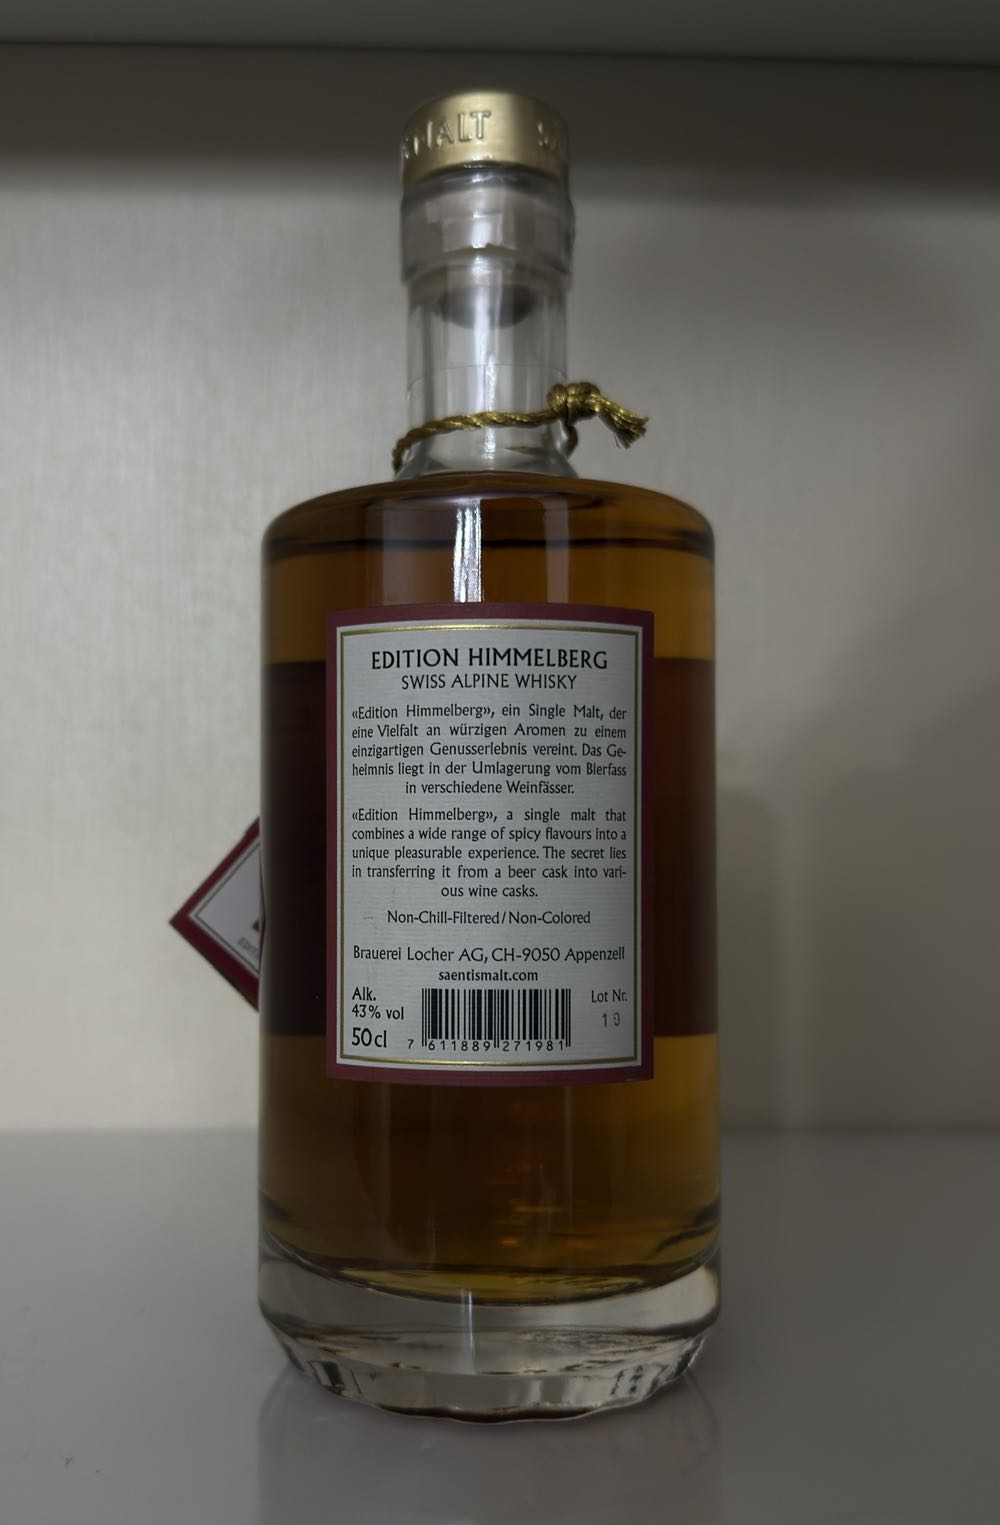 MALT
EDITION HIMMELBERG
SWISS ALPINE WHISKY
«Edition Himmelberg», ein Single Malt, der
eine Vielfalt an würzigen Aromen zu einem
einzigartigen Genusserlebnis vereint. Das Ge-
heimnis liegt in der Umlagerung vom Bierfass
in verschiedene Weinfässer.
«Edition Himmelberg», a single malt that
combines a wide range of spicy flavours into a
unique pleasurable experience. The secret lies
in transferring it from a beer cask into vari-
ous wine casks.
Non-Chill-Filtered / Non-Colored
Brauerei Locher AG, CH-9050 Appenzell
saentismalt.com
Alk.
43% vol
50cl
7 611889 271981
Lot Nr.